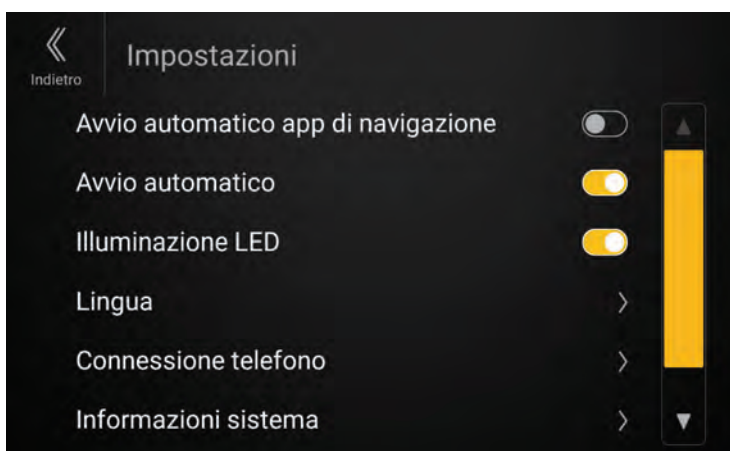 Indietro
Impostazioni
Avvio automatico app di navigazione
Avvio automatico
Illuminazione LED
Lingua
Connessione telefono
Informazioni sistema